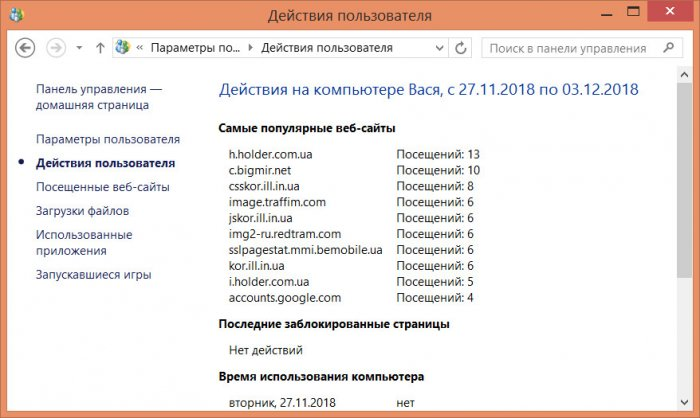 Действия пользователя
« Параметры по... Действия пользователя
Поиск в панели управления
Панель управления —
домашняя страница
Параметры пользователя
Действия пользователя
Посещенные веб-сайты
Загрузки файлов
Использованные
приложения
Запускавшиеся игры
Действия на компьютере Вася, с 27.11.2018 по 03.12.2018
Самые популярные веб-сайты
h.holder.com.ua Посещений: 13
c.bigmir.net Посещений: 10
csskor.ill.in.ua Посещений: 8
image.traffim.com Посещений: 6
jskor.ill.in.ua Посещений: 6
img2-ru.redtram.com Посещений: 6
sslpagestat.mmi.bemobile.ua Посещений: 6
kor.ill.in.ua Посещений: 6
i.holder.com.ua Посещений: 5
accounts.google.com Посещений: 4
Последние заблокированные страницы
Нет действий
Время использования компьютера
вторник, 27.11.2018 нет